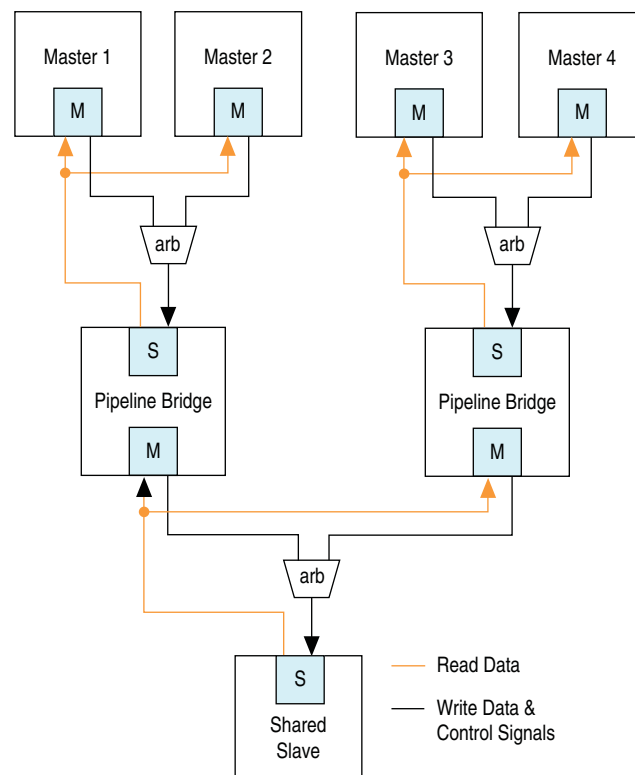 Master 1
Master 2
Master 3
Master 4
M
M
M
M
arb
arb
S
S
Pipeline Bridge
Pipeline Bridge
M
M
arb
S
Shared
Slave
Read Data
Write Data &
Control Signals